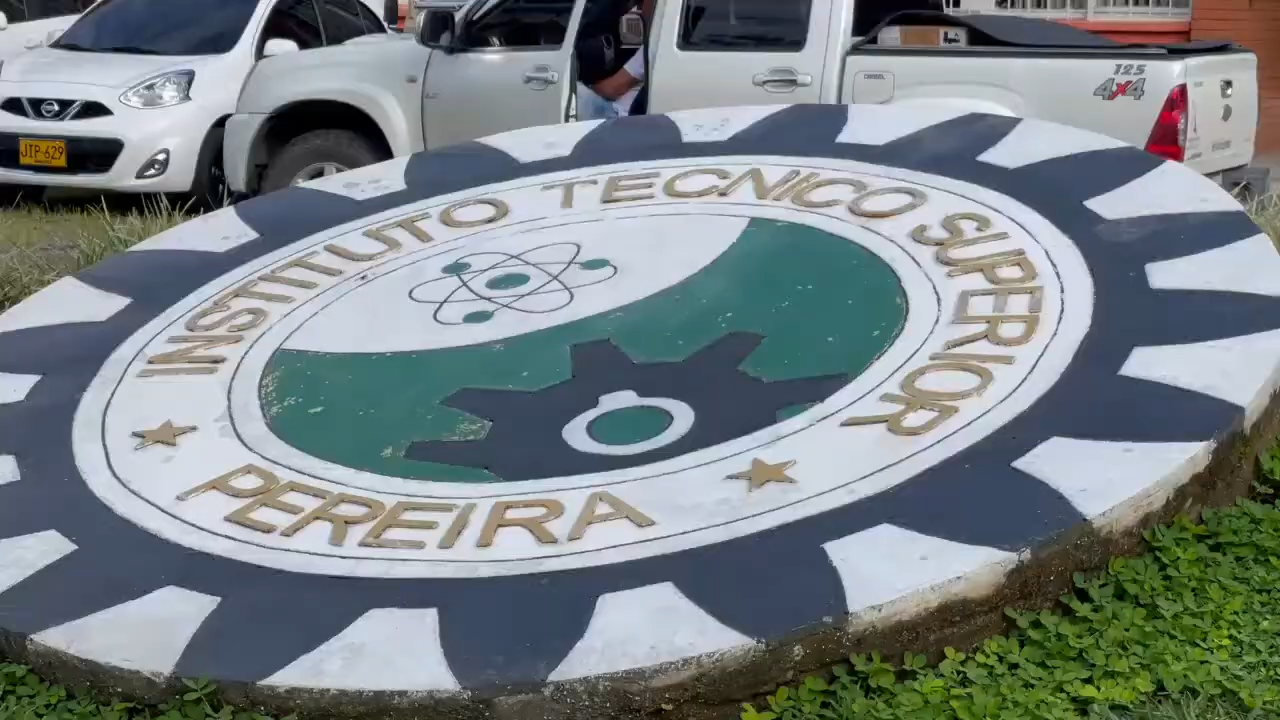 JIP-629
125
4x4
INSTITUTO TECNICO SUPERIOR
PEREIRA